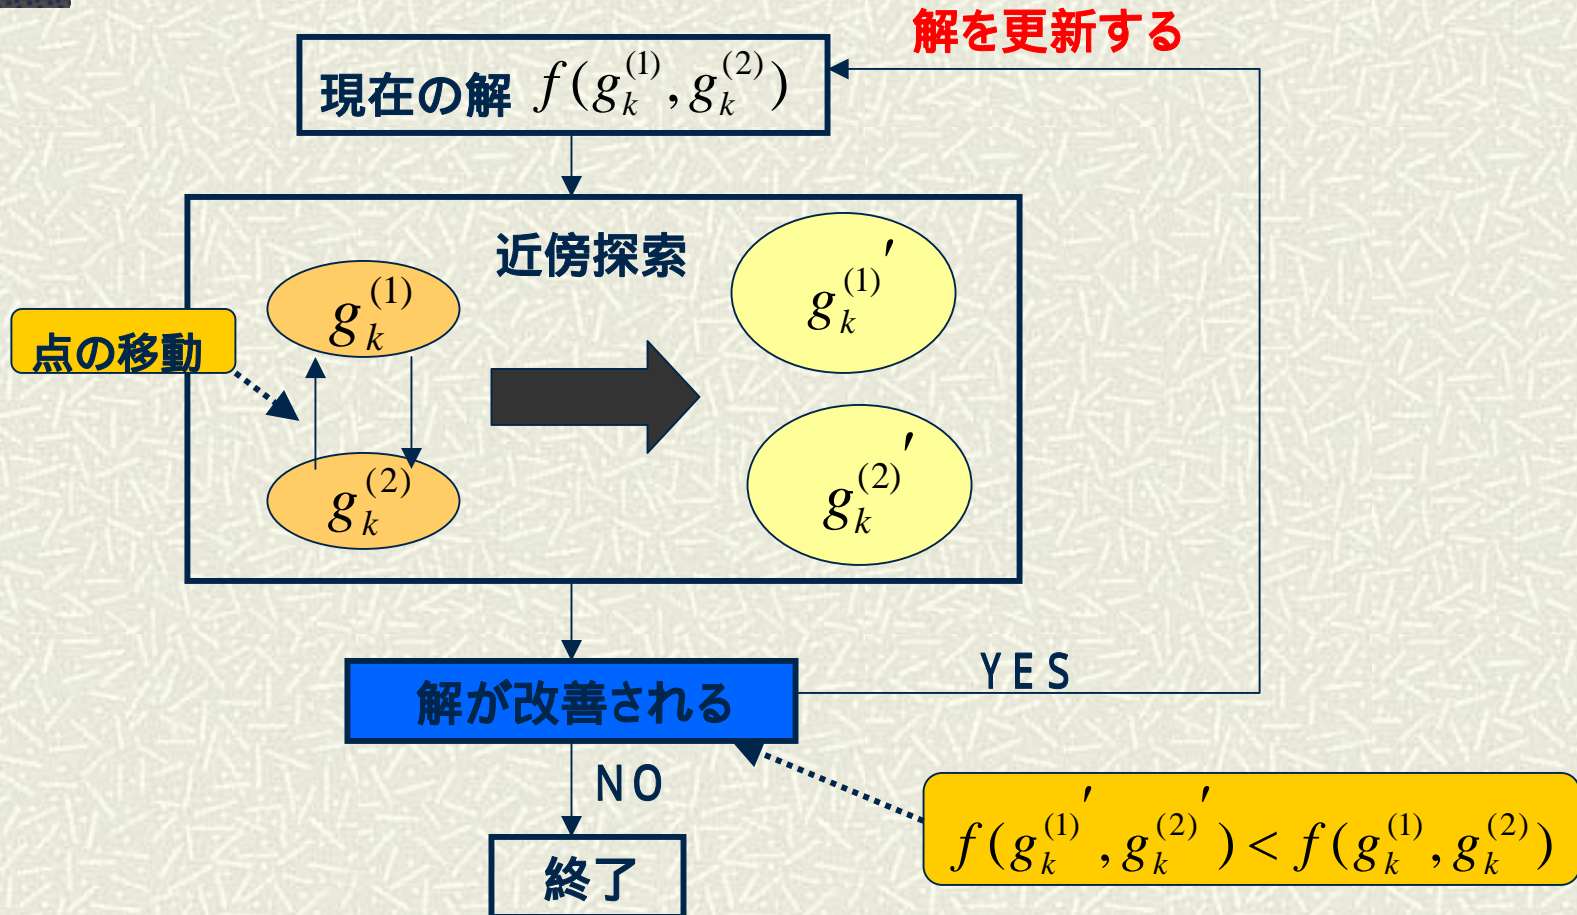 解を更新する
現在の解 f(g_k^{(1)}, g_k^{(2)})
近傍探索
g_k^{(1)}
g_k^{(1)}′
点の移動
g_k^{(2)}
g_k^{(2)}′
解が改善される
YES
NO
f(g_k^{(1)}′, g_k^{(2)}′) < f(g_k^{(1)}, g_k^{(2)})
終了